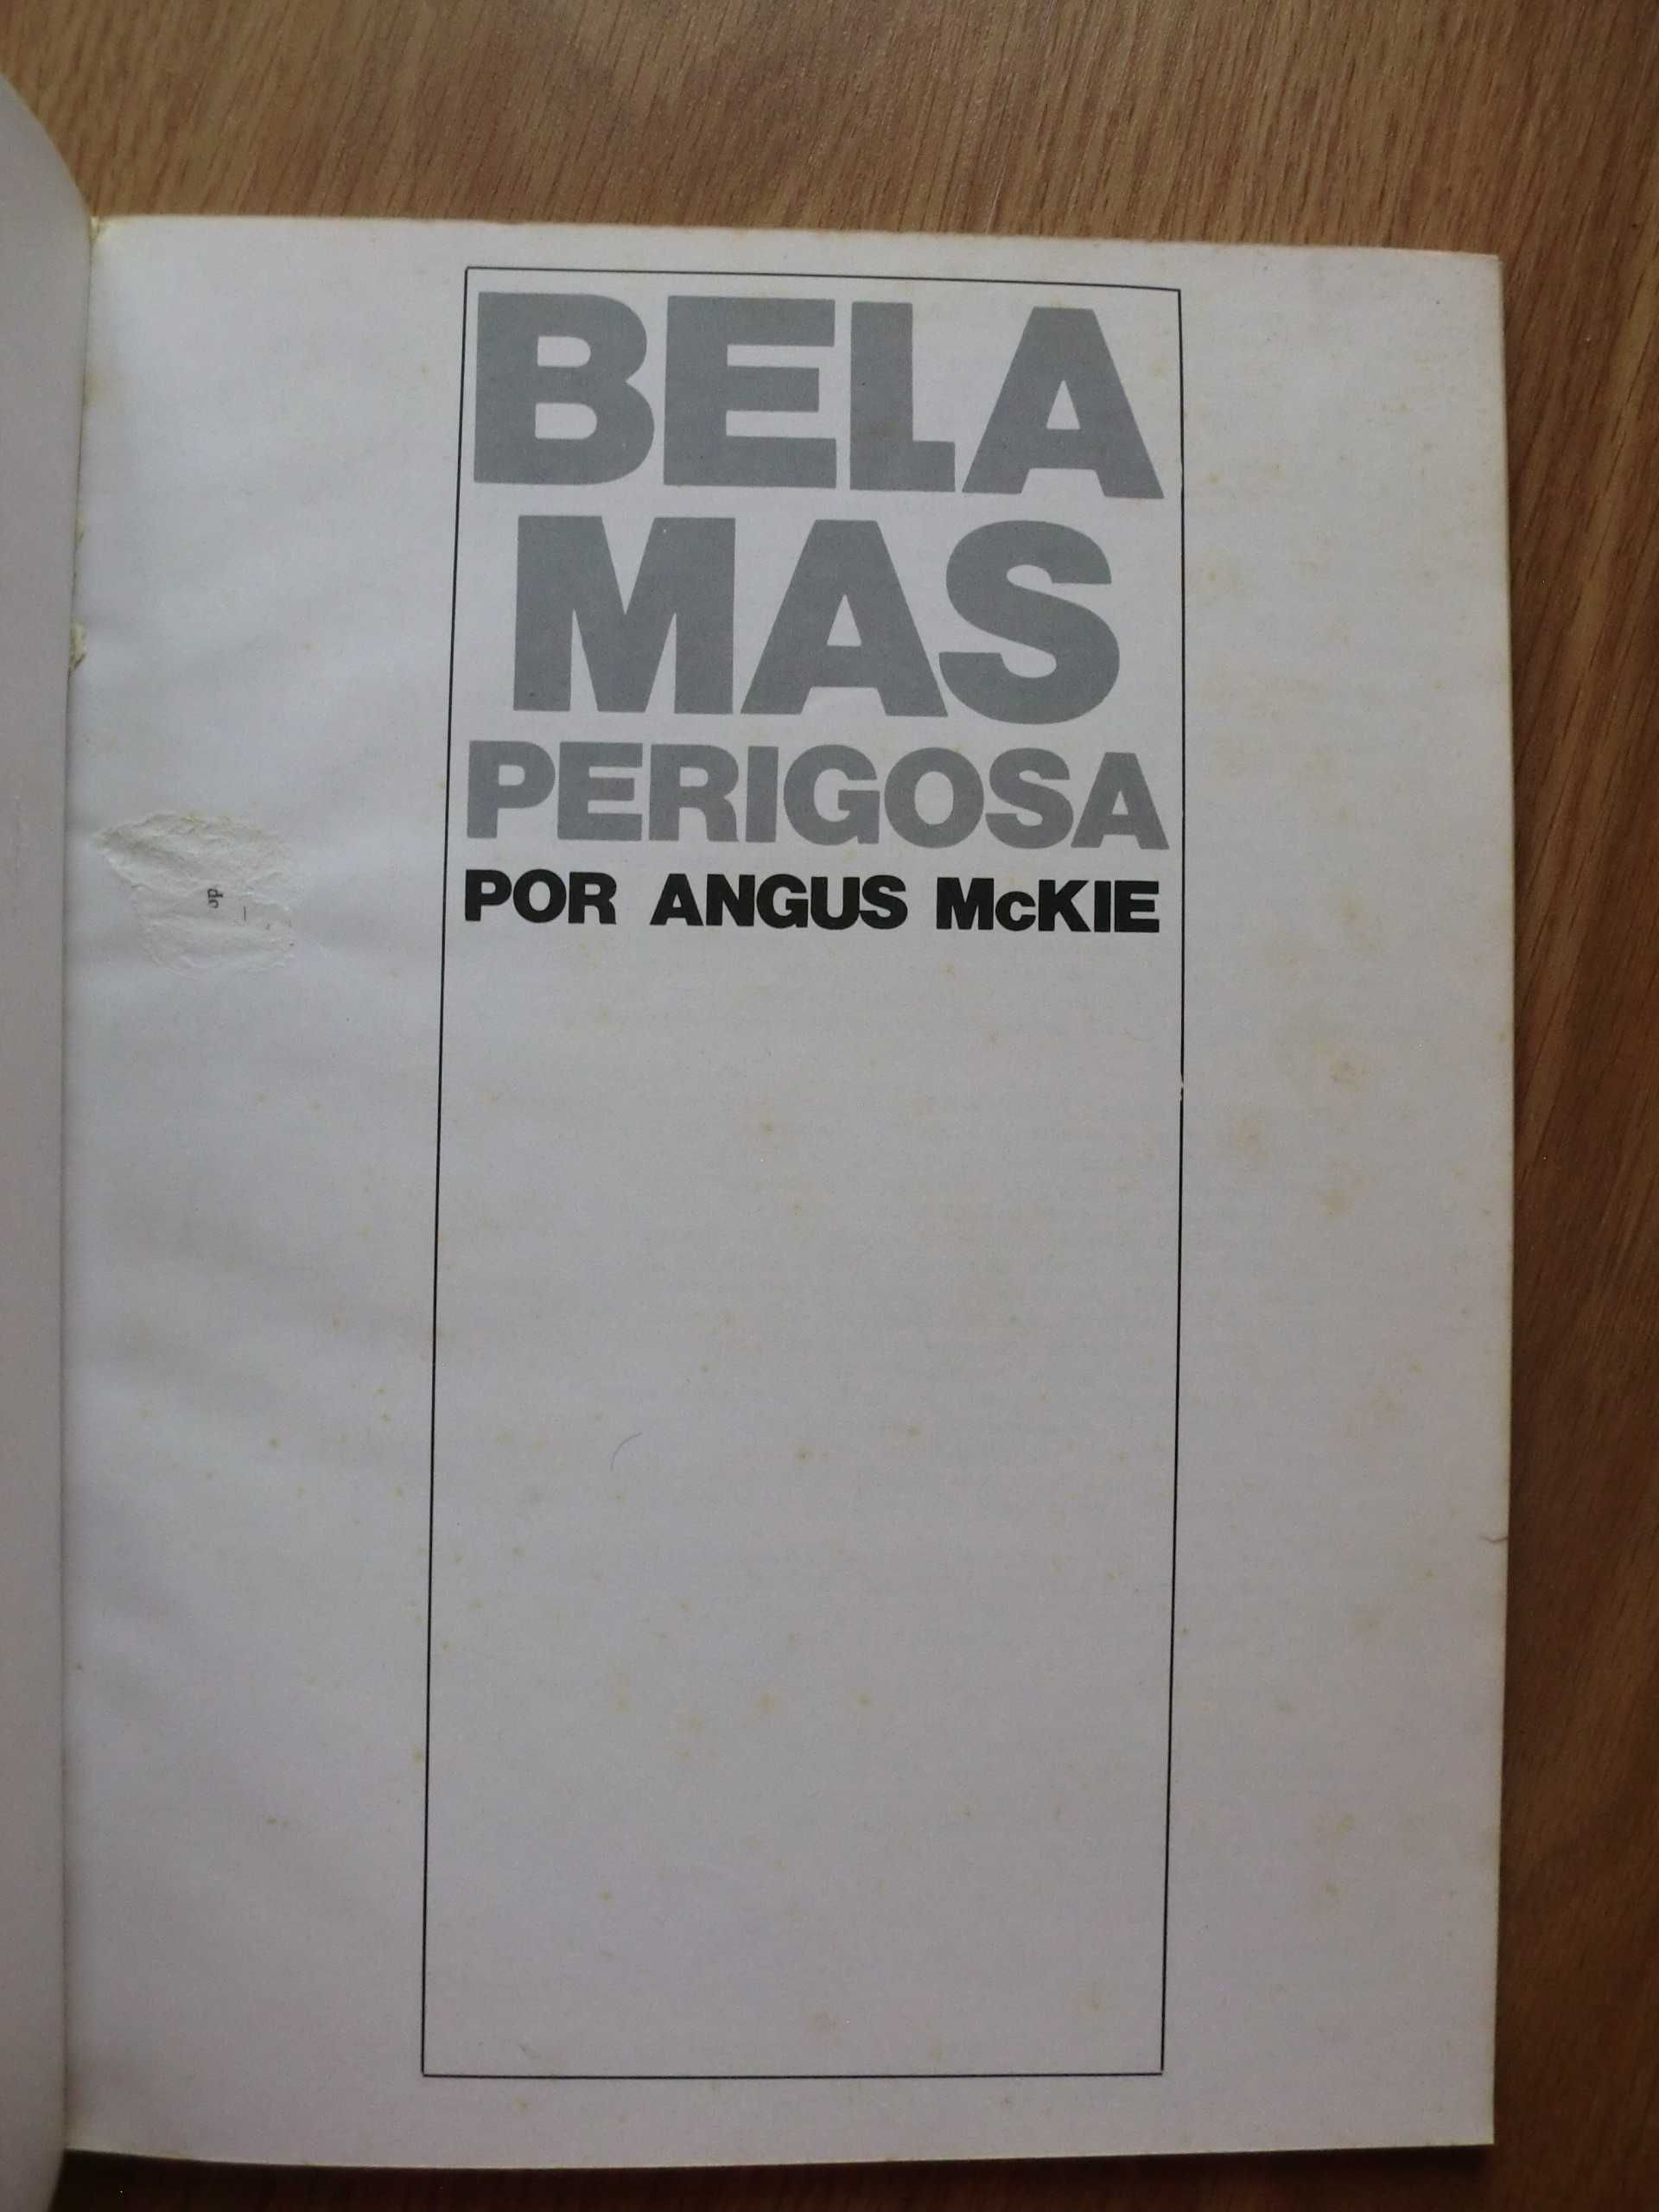 BELA
MAS
PERIGOSA
POR ANGUS McKIE